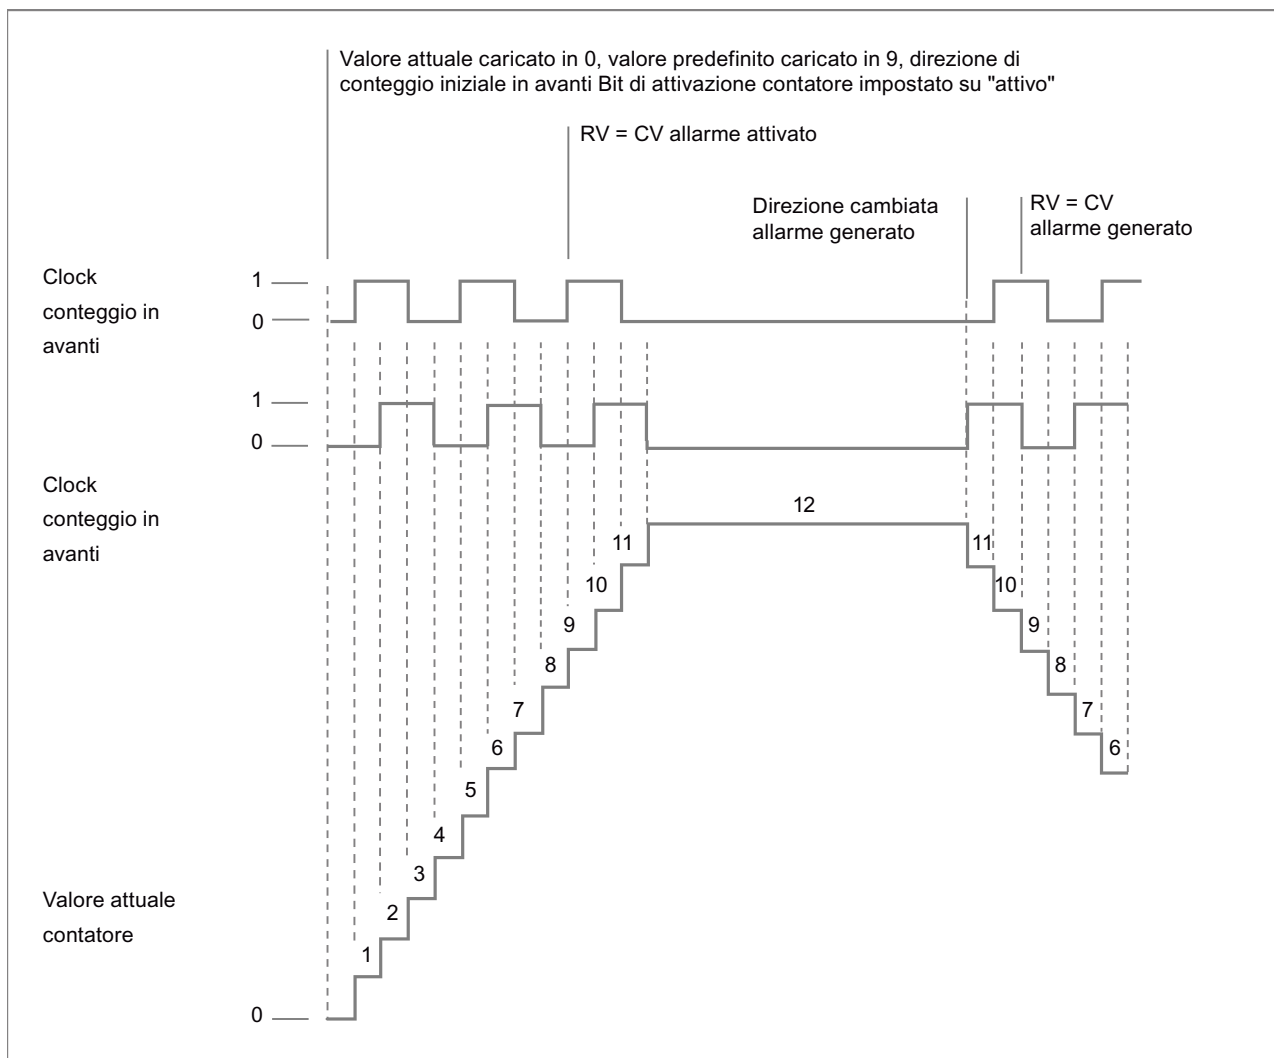 Valore attuale caricato in 0, valore predefinito caricato in 9, direzione di
conteggio iniziale in avanti Bit di attivazione contatore impostato su "attivo"
RV = CV allarme attivato
Direzione cambiata
allarme generato
RV = CV
allarme generato
Clock
conteggio in
avanti
1
0
1
0
Clock
conteggio in
avanti
12
11
11
10
10
9
9
8
8
7
7
6
6
5
4
3
2
1
Valore attuale
contatore
0